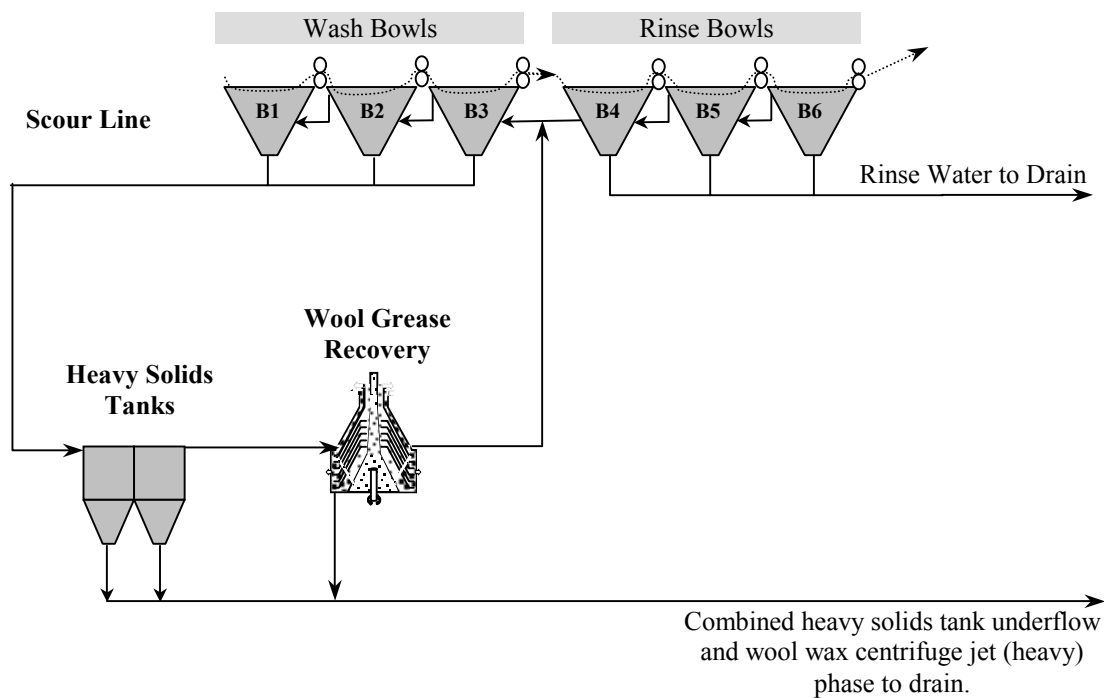 Wash Bowls
Rinse Bowls
Scour Line
B1
B2
B3
B4
B5
B6
Rinse Water to Drain
Wool Grease
Recovery
Heavy Solids
Tanks
Combined heavy solids tank underflow
and wool wax centrifuge jet (heavy)
phase to drain.